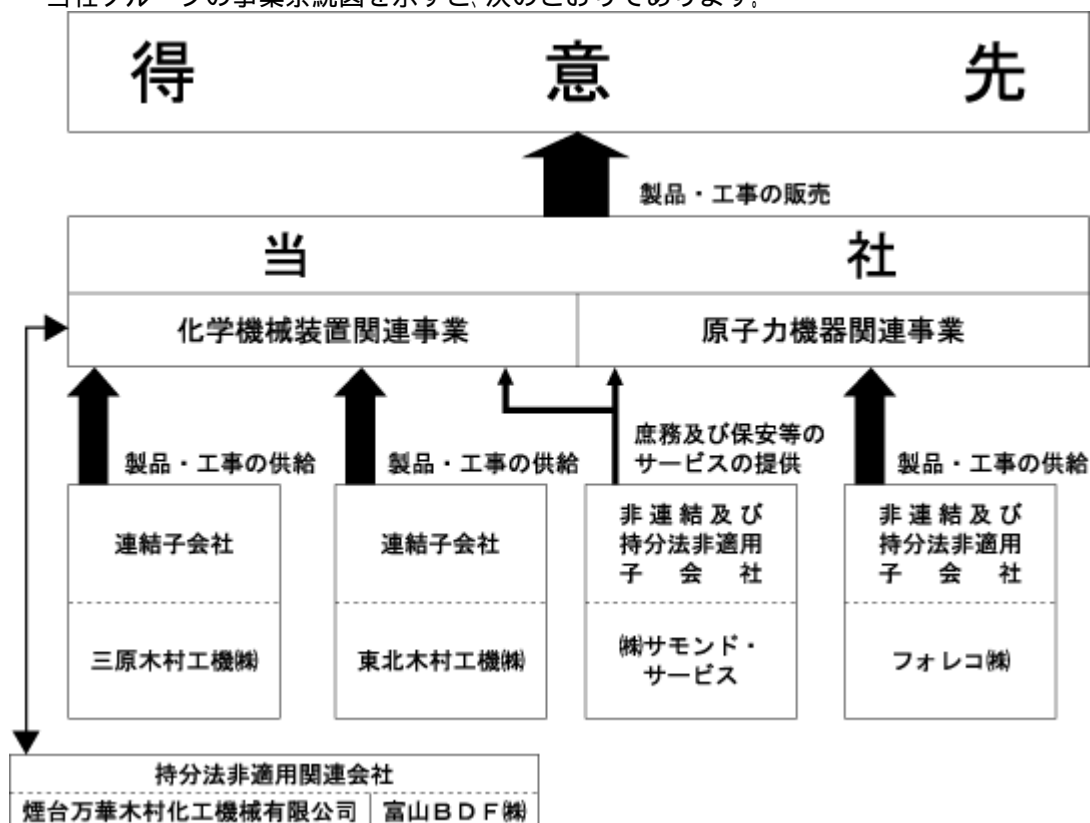 当社グループの事業系統図を示すと、次のとおりであります。
得意先
製品・工事の販売
当社
化学機械装置関連事業
原子力機器関連事業
製品・工事の供給
製品・工事の供給
庶務及び保安等の
サービスの提供
製品・工事の供給
連結子会社
三原木村工機㈱
連結子会社
東北木村工機㈱
非連結及び
持分法非適用
子会社
㈱サモンド・
サービス
非連結及び
持分法非適用
子会社
フォレコ㈱
持分法非適用関連会社
煙台万華木村化工機械有限公司
富山BDF㈱